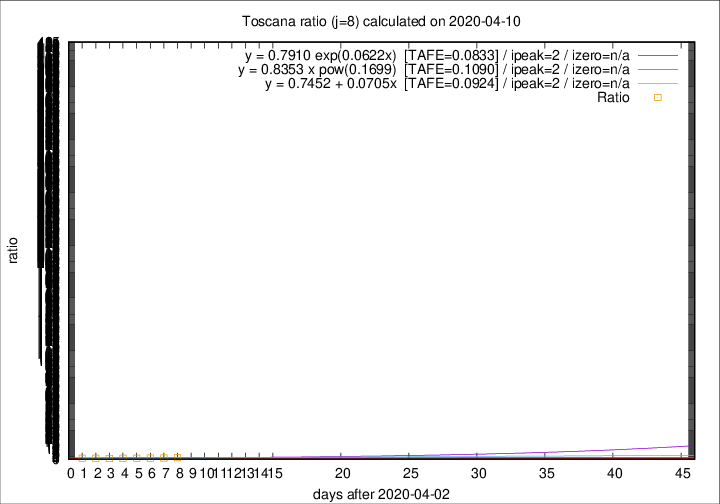 Toscana ratio (j=8) calculated on 2020-04-10
y = 0.7910 exp(0.0622x) [TAFE=0.0833] / ipeak=2 / izero=n/a
y = 0.8353 x pow(0.1699) [TAFE=0.1090] / ipeak=2 / izero=n/a
y = 0.7452 + 0.0705x [TAFE=0.0924] / ipeak=2 / izero=n/a
Ratio
ratio
0 1 2 3 4 5 6 7 8 9 10 11 12 13 14 15 20 25 30 35 40 45
days after 2020-04-02